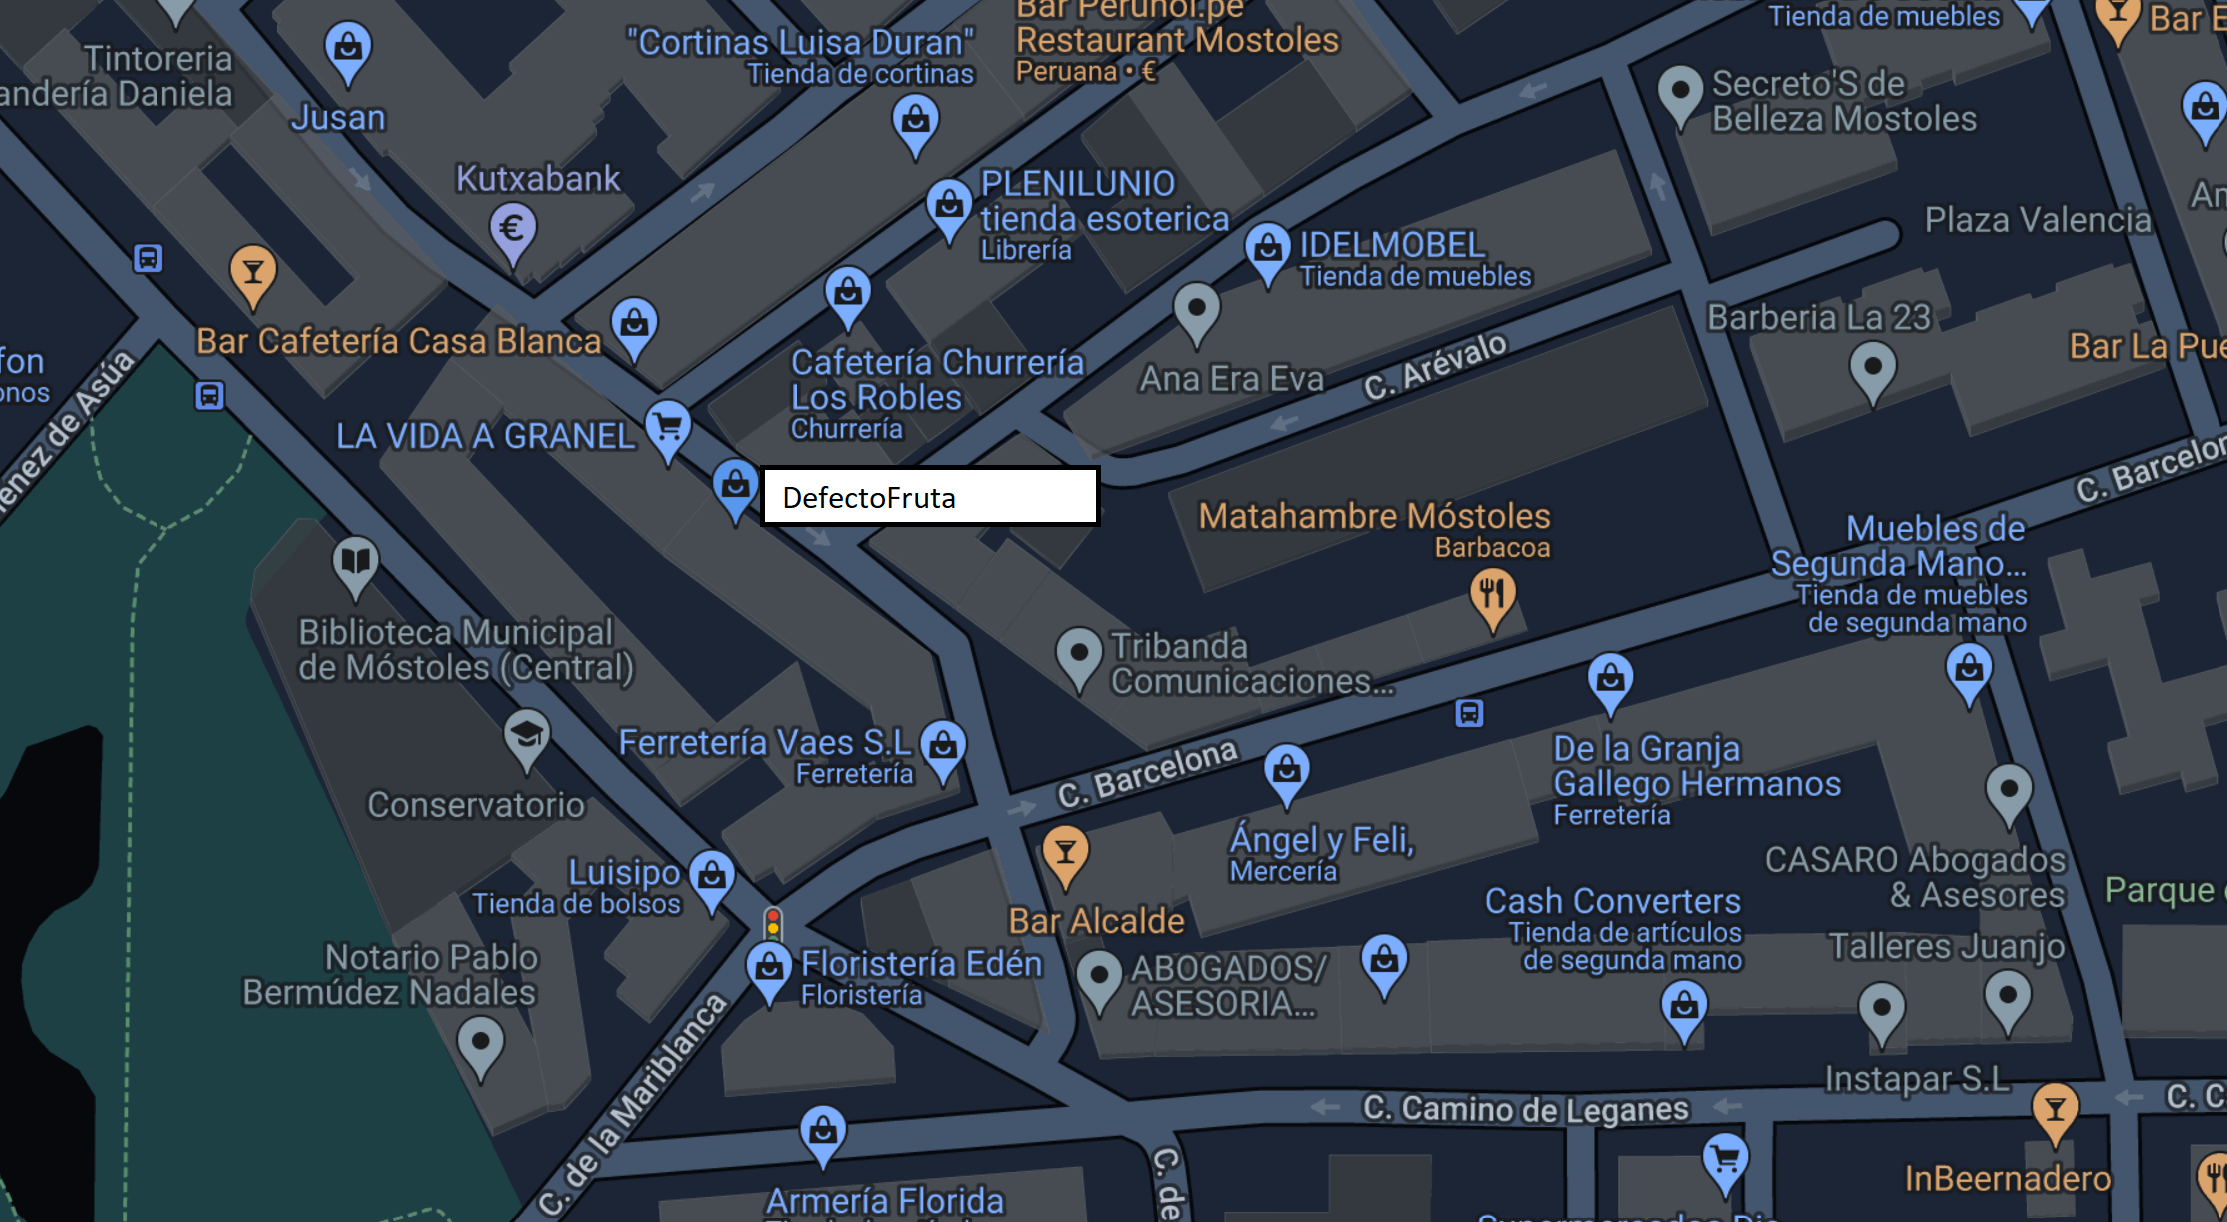 Bar Perunol.pe
Restaurant Mostoles
Peruana • €
"Cortinas Luisa Duran"
Tienda de cortinas
Tienda de muebles
Bar E
Tintoreria
andería Daniela
Jusan
Secreto'S de
Belleza Mostoles
Kutxabank
€
PLENILUNIO
tienda esoterica
Librería
IDELMOBEL
Tienda de muebles
Plaza Valencia
An
Bar Cafetería Casa Blanca
Barberia La 23
Bar La Pue
fon
onos
enez de Asúa
Cafetería Churrería
Los Robles
Churrería
Ana Era Eva
C. Arévalo
LA VIDA A GRANEL
DefectoFruta
C. Barcelon
Matahambre Móstoles
Barbacoa
Muebles de
Segunda Mano...
Tienda de muebles
de segunda mano
Biblioteca Municipal
de Móstoles (Central)
Tribanda
Comunicaciones...
Ferretería Vaes S.L
Ferretería
C. Barcelona
De la Granja
Gallego Hermanos
Ferretería
Conservatorio
Ángel y Feli,
Mercería
CASARO Abogados
& Asesores
Parque
Luisipo
Tienda de bolsos
Bar Alcalde
Cash Converters
Tienda de artículos
de segunda mano
Talleres Juanjo
Notario Pablo
Bermúdez Nadales
Floristería Edén
Floristería
ABOGADOS/
ASESORIA...
Instapar S.L
C. de la Mariblanca
C. Camino de Leganes
C. C
C. de
InBeernadero
Armería Florida